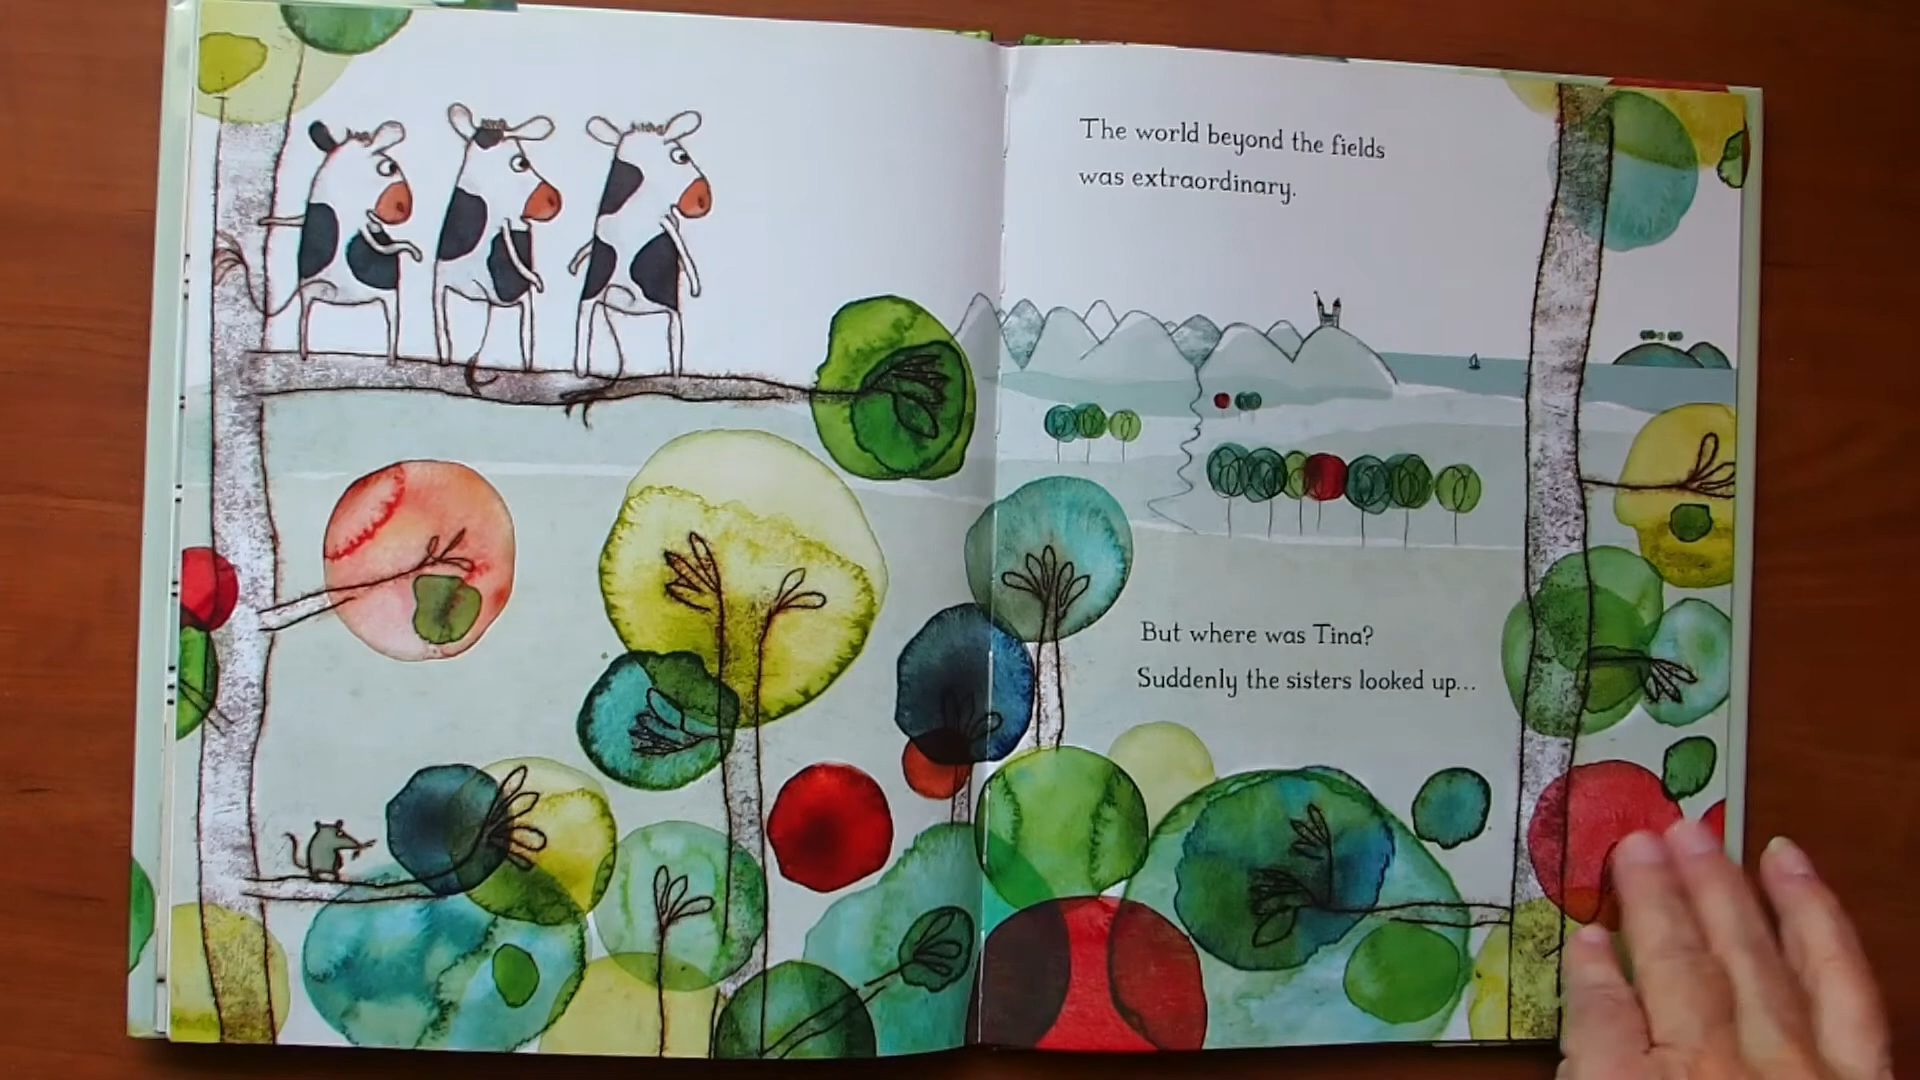 The world beyond the fields
was extraordinary.
But where was Tina?
Suddenly the sisters looked up...